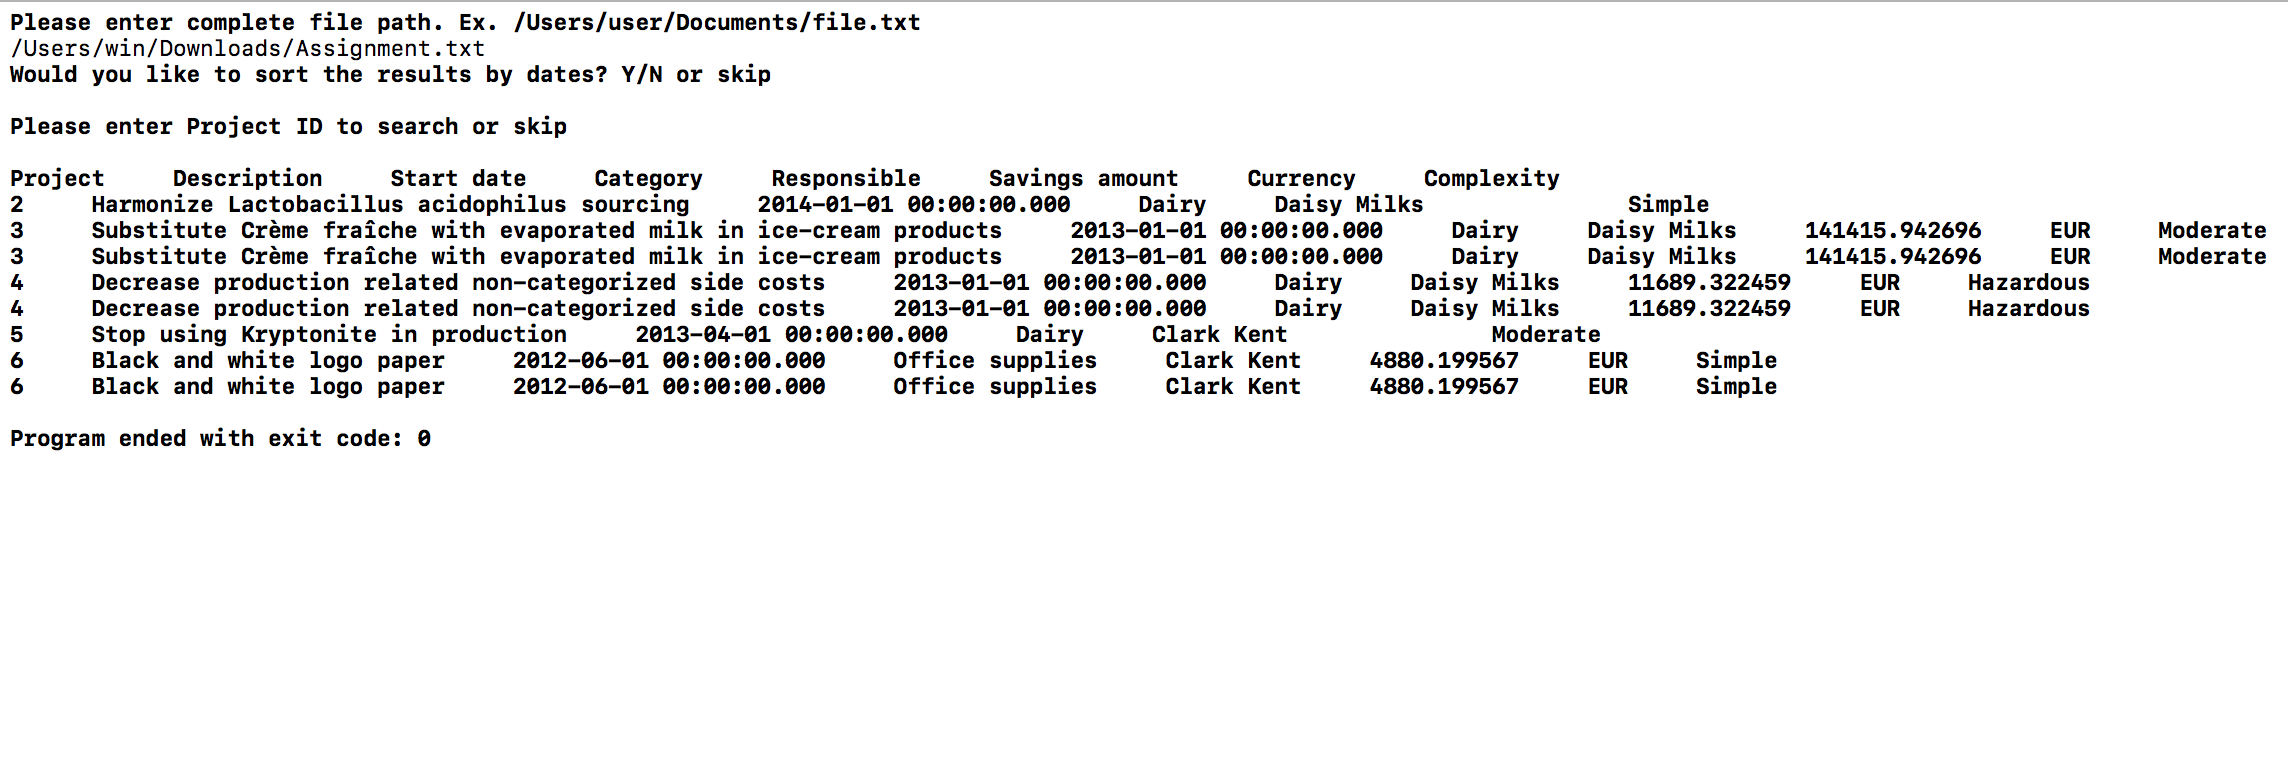 Please enter complete file path. Ex. /Users/user/Documents/file.txt
/Users/win/Downloads/Assignment.txt
Would you like to sort the results by dates? Y/N or skip
Please enter Project ID to search or skip
Project     Description     Start date     Category     Responsible     Savings amount     Currency     Complexity
2     Harmonize Lactobacillus acidophilus sourcing     2014-01-01 00:00:00.000     Dairy     Daisy Milks               Simple
3     Substitute Crème fraîche with evaporated milk in ice-cream products     2013-01-01 00:00:00.000     Dairy     Daisy Milks     141415.942696     EUR     Moderate
3     Substitute Crème fraîche with evaporated milk in ice-cream products     2013-01-01 00:00:00.000     Dairy     Daisy Milks     141415.942696     EUR     Moderate
4     Decrease production related non-categorized side costs     2013-01-01 00:00:00.000     Dairy     Daisy Milks     11689.322459     EUR     Hazardous
4     Decrease production related non-categorized side costs     2013-01-01 00:00:00.000     Dairy     Daisy Milks     11689.322459     EUR     Hazardous
5     Stop using Kryptonite in production     2013-04-01 00:00:00.000     Dairy     Clark Kent               Moderate
6     Black and white logo paper     2012-06-01 00:00:00.000     Office supplies     Clark Kent     4880.199567     EUR     Simple
6     Black and white logo paper     2012-06-01 00:00:00.000     Office supplies     Clark Kent     4880.199567     EUR     Simple
Program ended with exit code: 0